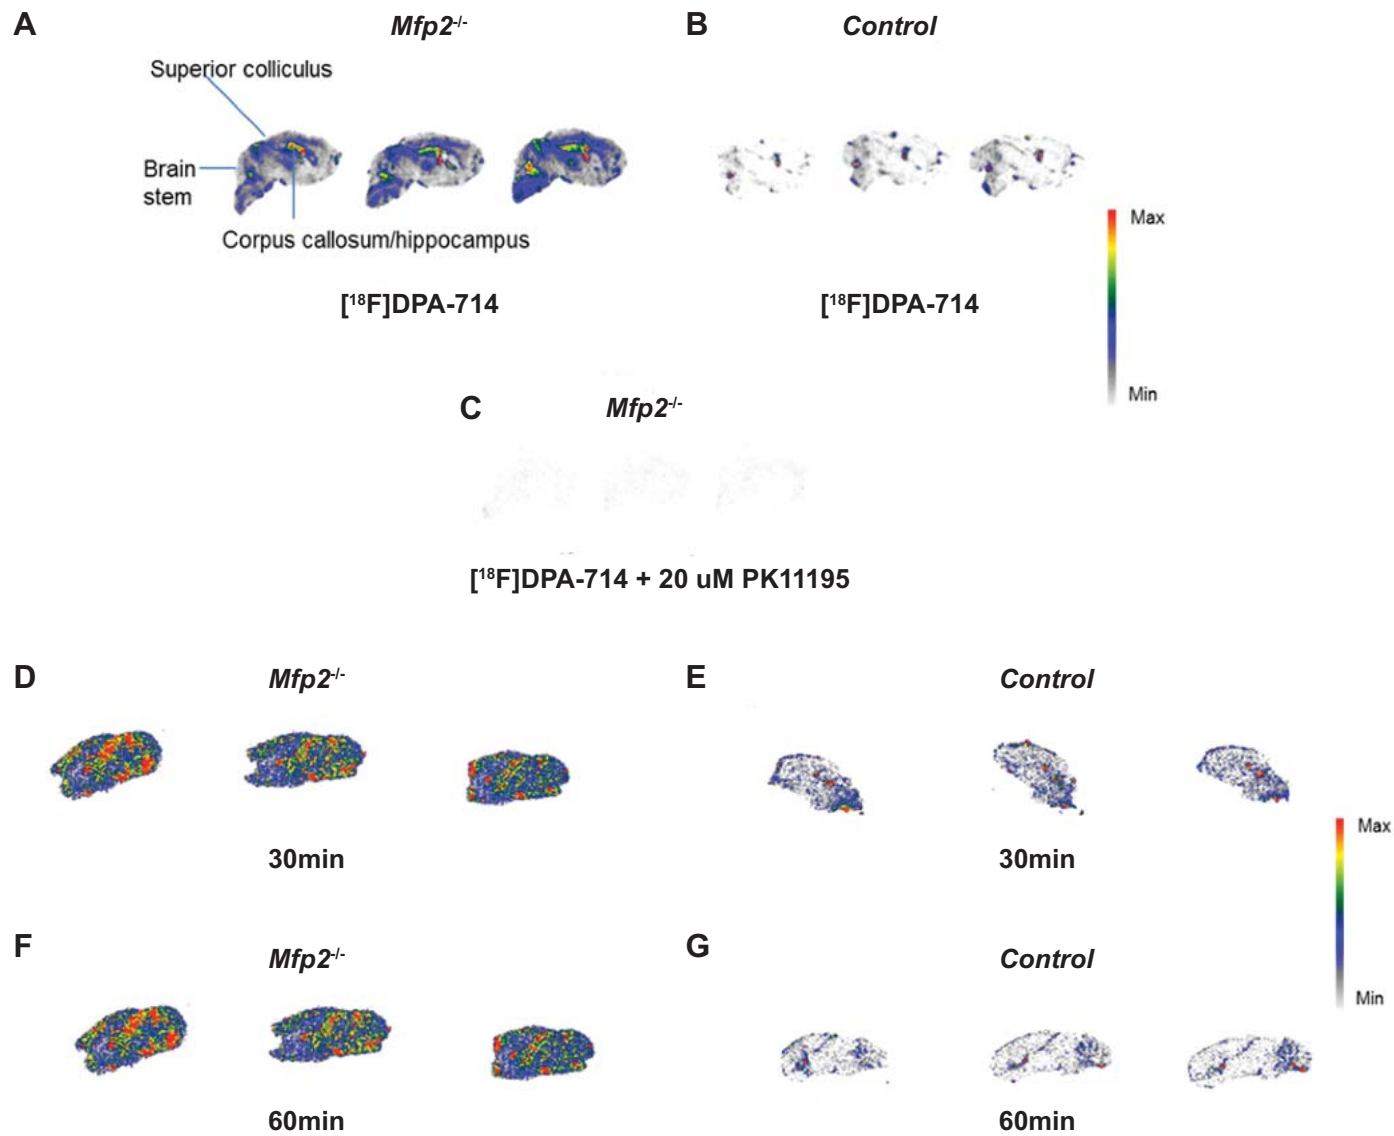 A
Mfp2-/-
B
Control
Superior colliculus
Brain
stem
Corpus callosum/hippocampus
Max
Min
[18F]DPA-714
[18F]DPA-714
C
Mfp2-/-
[18F]DPA-714 + 20 uM PK11195
D
Mfp2-/-
E
Control
30min
30min
Max
Min
F
Mfp2-/-
G
Control
60min
60min